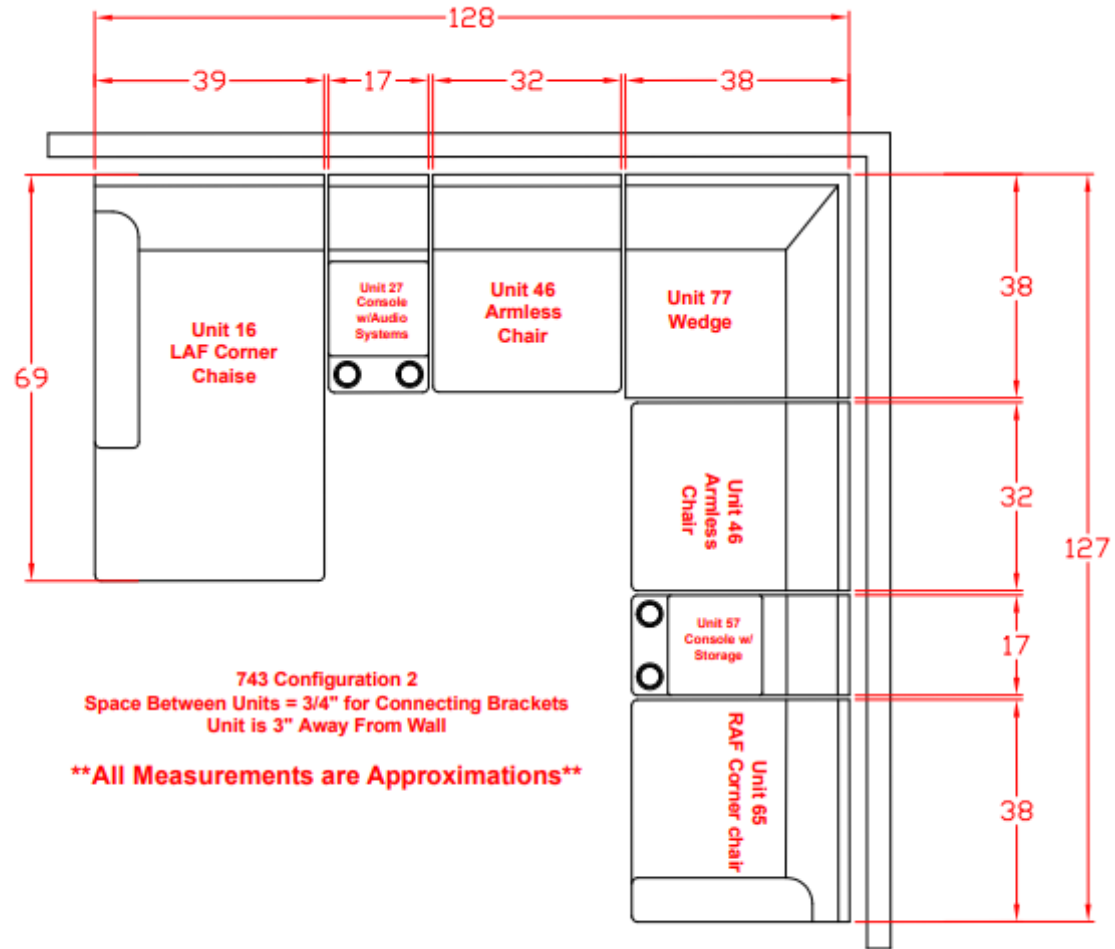 128
39
17
32
38
Unit 16
LAF Corner
Chaise
Unit 27
Console
w/Audio
Systems
Unit 46
Armless
Chair
Unit 77
Wedge
69
38
Unit 46
Armless
Chair
32
127
Unit 57
Console w/
Storage
17
Unit 65
RAF Corner chair
38
743 Configuration 2
Space Between Units = 3/4" for Connecting Brackets
Unit is 3" Away From Wall
**All Measurements are Approximations**